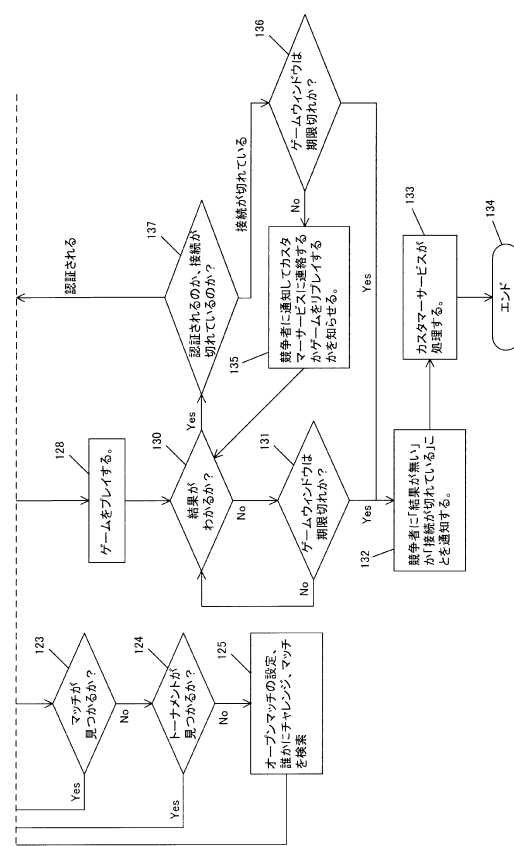 123
マッチが
見つかるか?
Yes
No
124
トーナメントが
見つかるか?
Yes
No
125
オープンマッチの設定、
誰かにチャレンジ、マッチ
を検索
128
ゲームをプレイする。
130
結果が
わかるか?
Yes
No
131
ゲームウィンドウは
期限切れか?
No
Yes
132
競争者に「結果が無い」
か「接続が切れている」こ
とを通知する。
認証される
137
認証されるのか、接続が
切れているのか?
接続が切れている
135
競争者に通知してカスタ
マーサービスに連絡する
かゲームをリプレイする
かを知らせる。
136
ゲームウィンドウは
期限切れか?
No
Yes
133
カスタマーサービスが
処理する。
134
エンド